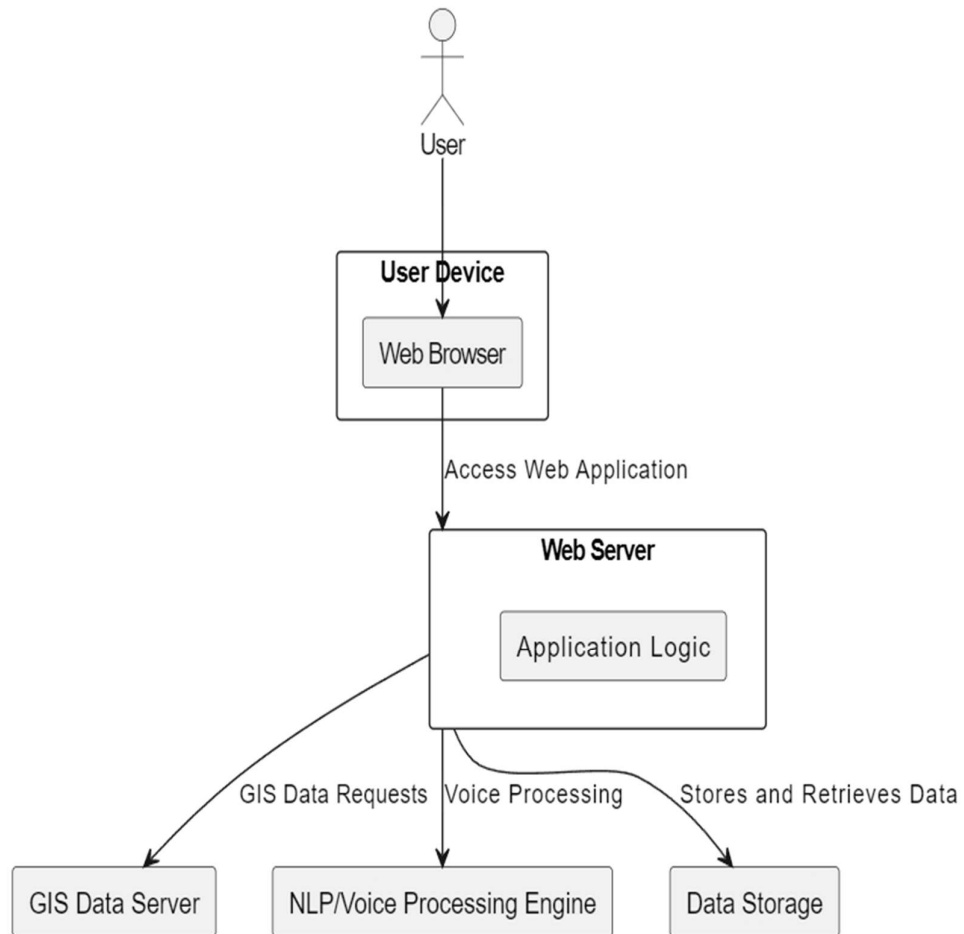 User
User Device
Web Browser
Access Web Application
Web Server
Application Logic
GIS Data Requests
Voice Processing
Stores and Retrieves Data
GIS Data Server
NLP/Voice Processing Engine
Data Storage